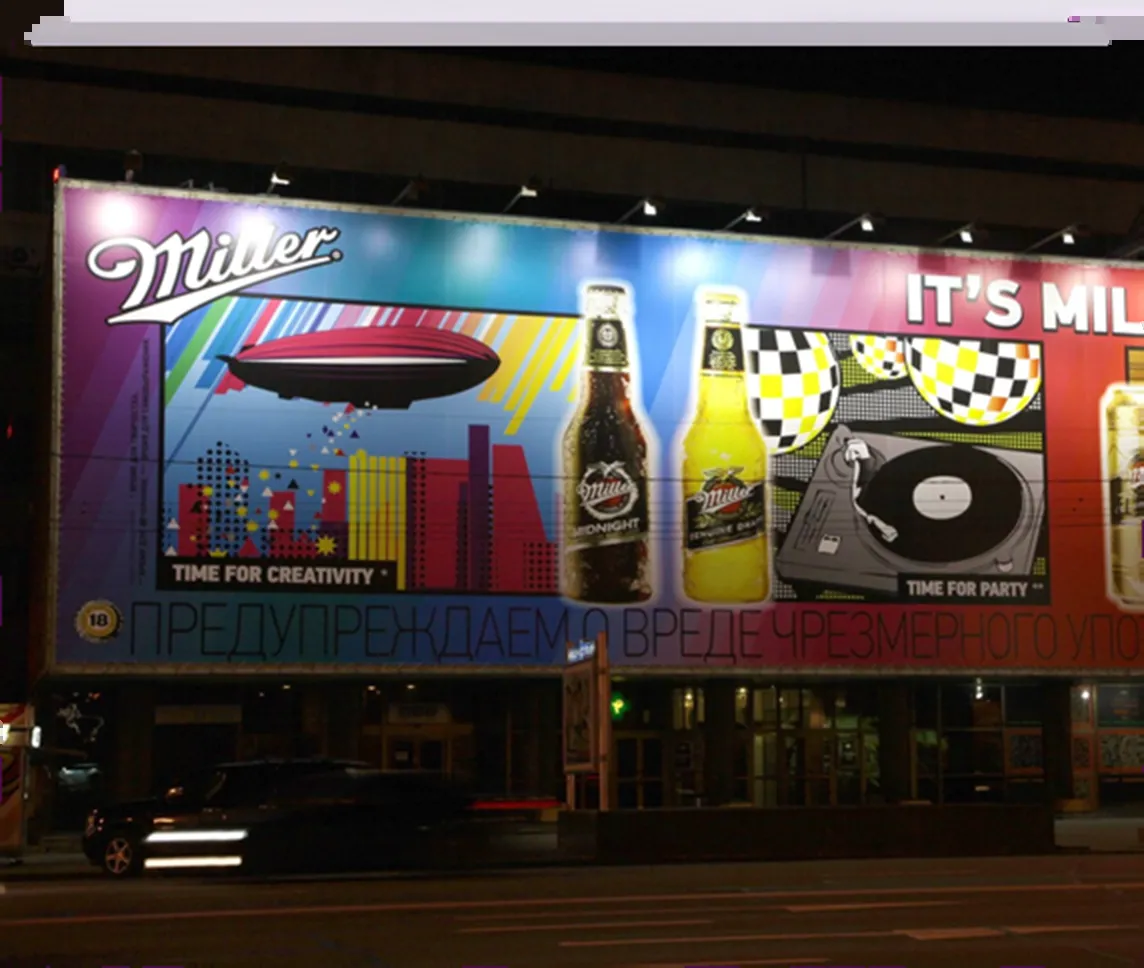 Miller
IT'S MIL
Miller
MIDNIGHT
Miller
GENUINE DRAFT
TIME FOR CREATIVITY *
TIME FOR PARTY **
18
ПРЕДУПРЕЖДАЕМ О ВРЕДЕ ЧРЕЗМЕРНОГО УПО